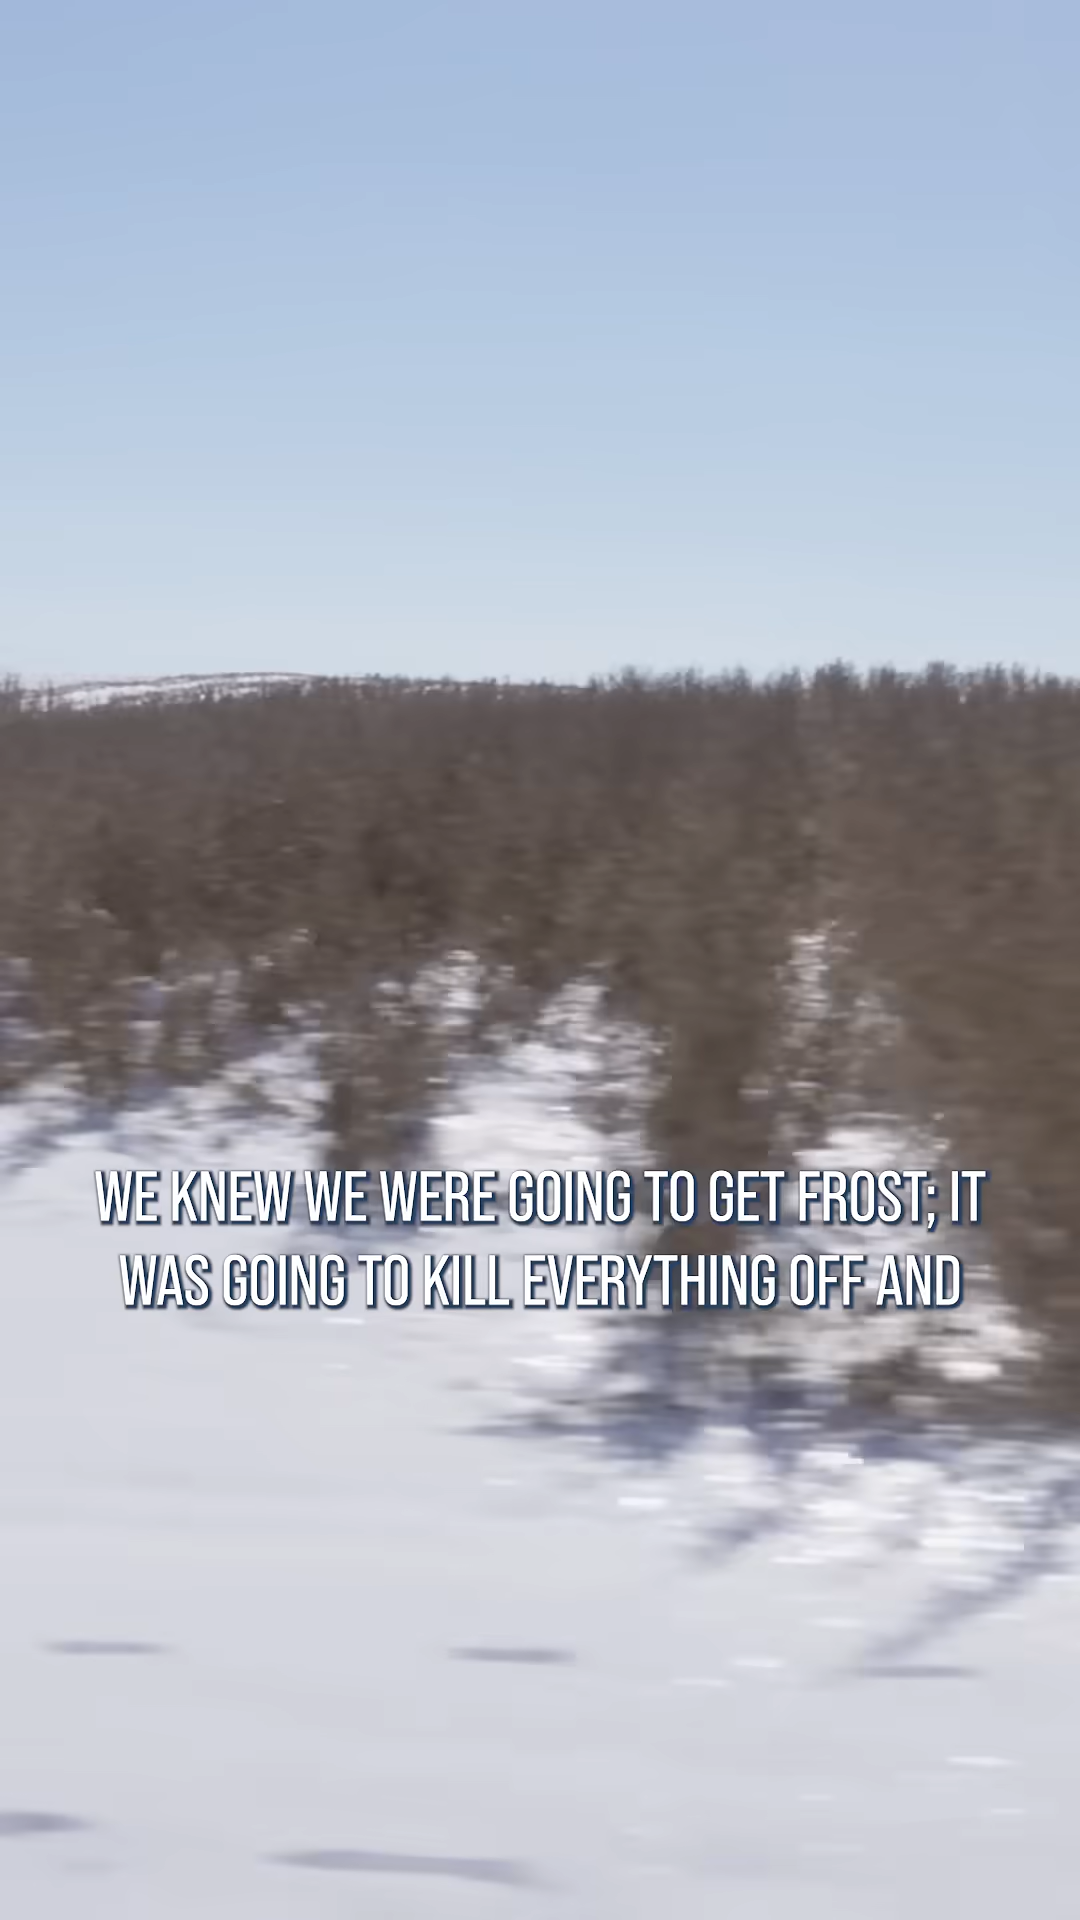 WE KNEW WE WERE GOING TO GET FROST; IT
WAS GOING TO KILL EVERYTHING OFF AND